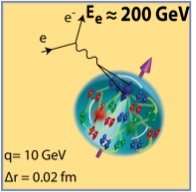 e⁻ Eₑ ≈ 200 GeV
e
q= 10 GeV
Δr = 0.02 fm